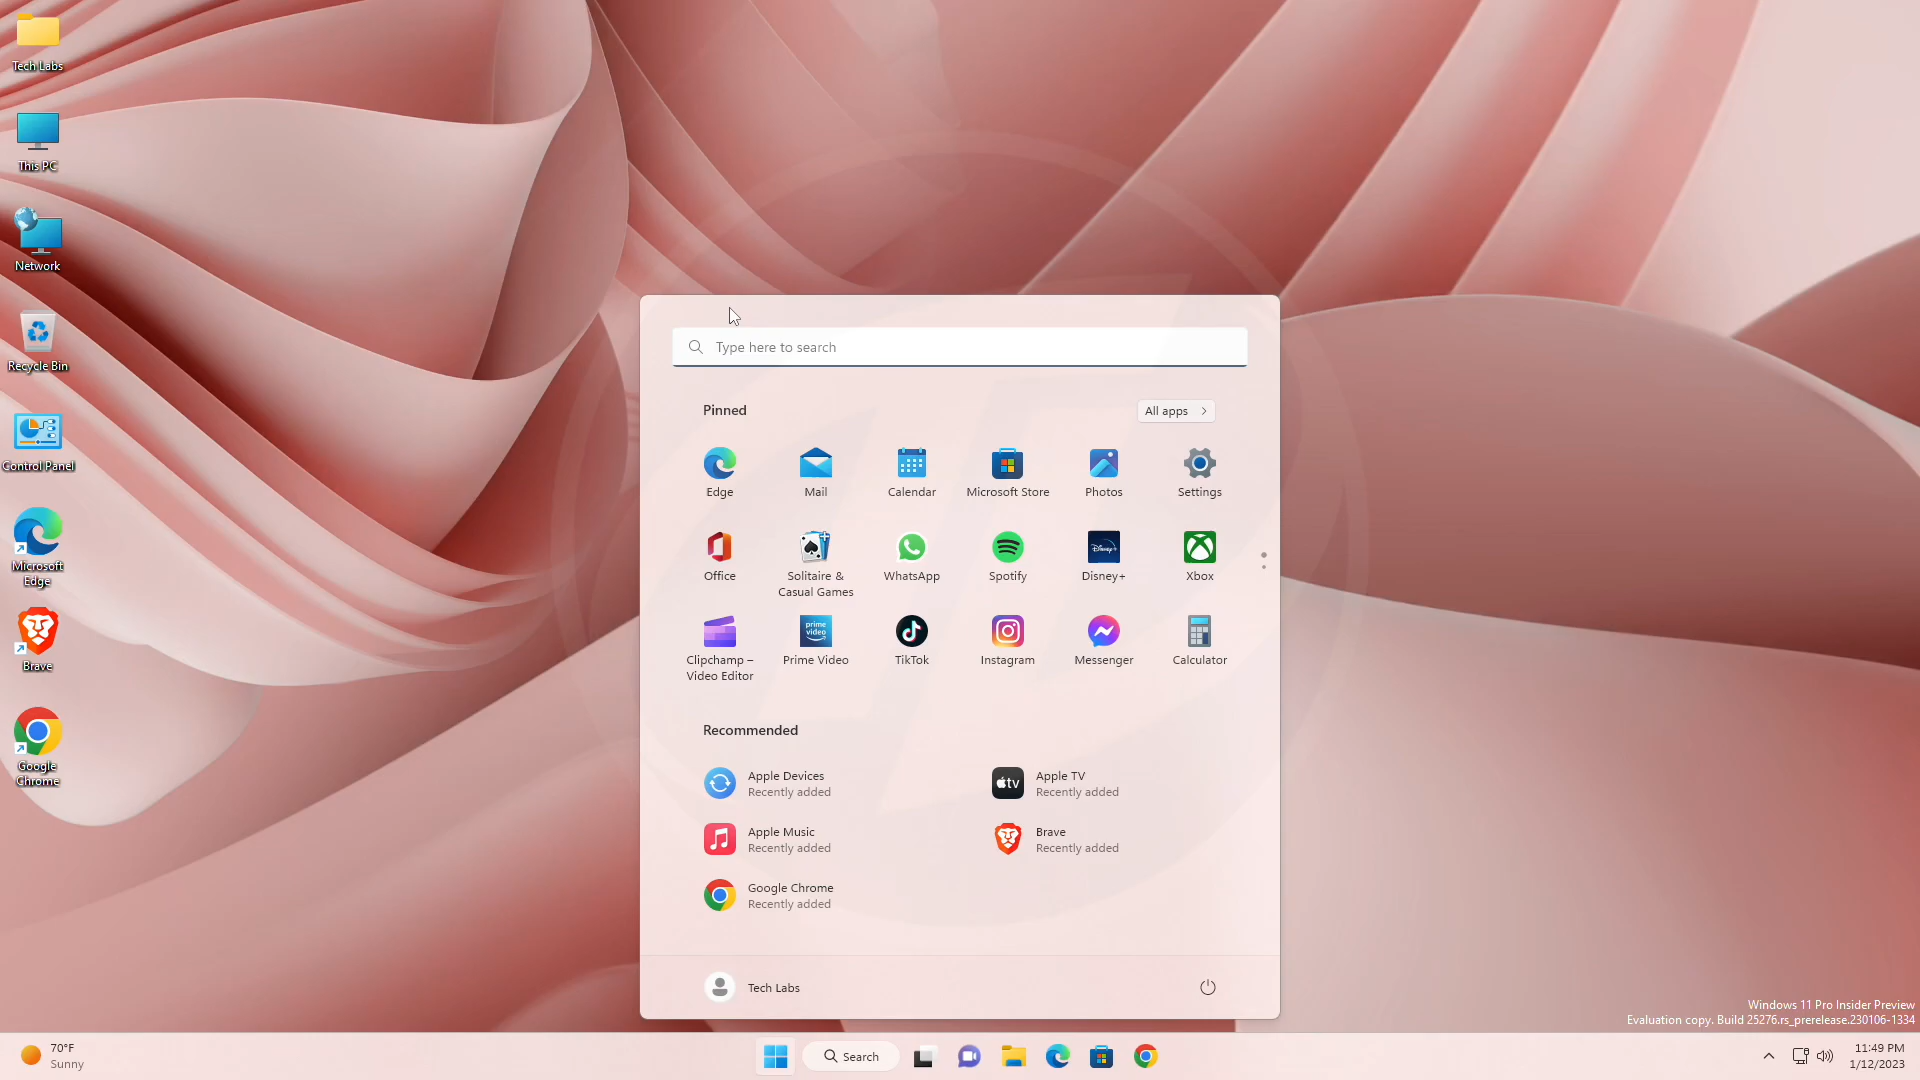 Tech Labs
This PC
Network
Recycle Bin
Control Panel
Microsoft
Edge
Brave
Google
Chrome
Type here to search
Pinned
All apps
Edge
Mail
Calendar
Microsoft Store
Photos
Settings
Office
Solitaire &
Casual Games
WhatsApp
Spotify
Disney+
Disney+
Xbox
Clipchamp –
Video Editor
prime
video
Prime Video
TikTok
Instagram
Messenger
Calculator
Recommended
Apple Devices
Recently added
tv
Apple TV
Recently added
Apple Music
Recently added
Brave
Recently added
Google Chrome
Recently added
Tech Labs
Windows 11 Pro Insider Preview
Evaluation copy. Build 25276.rs_prerelease.230106-1334
70°F
Sunny
Search
11:49 PM
1/12/2023